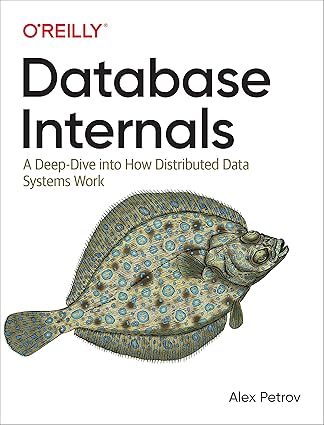 O'REILLY®
Database
Internals
A Deep-Dive into How Distributed Data
Systems Work
Alex Petrov